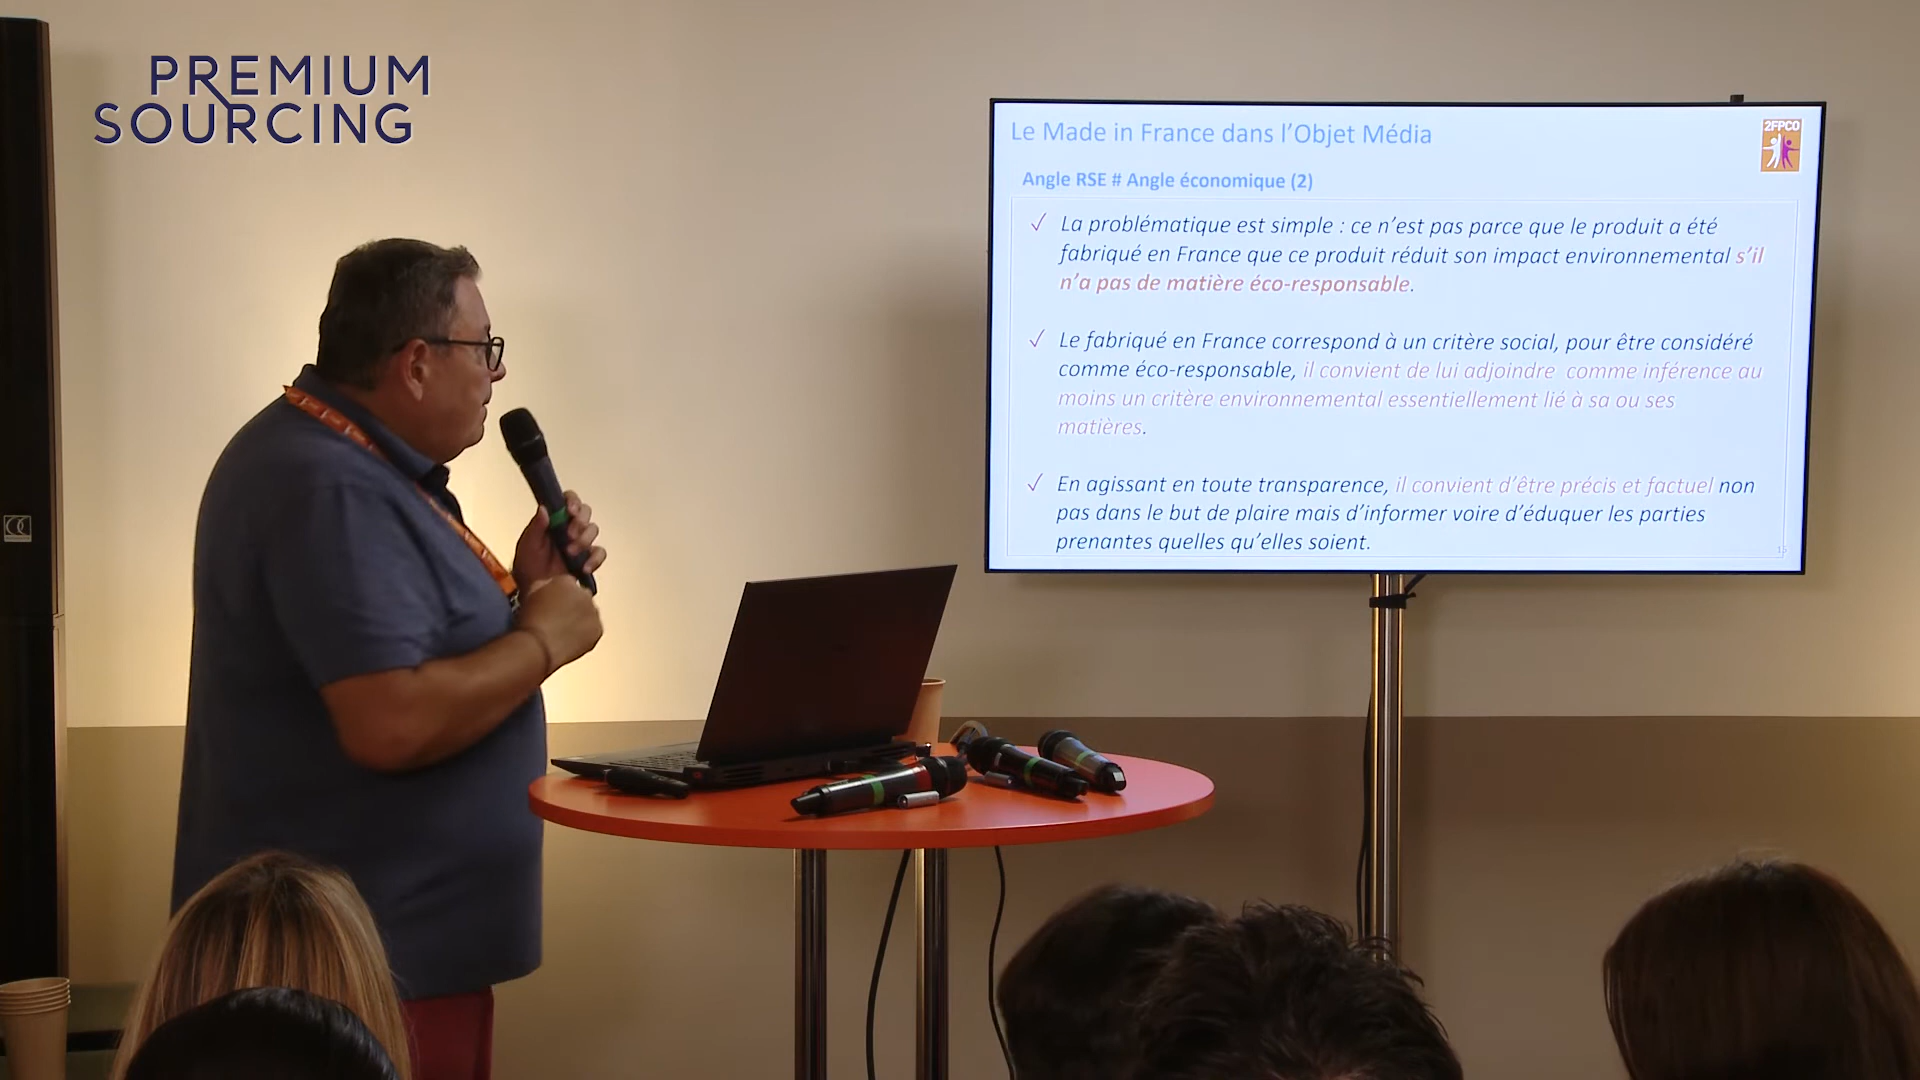 PREMIUM
SOURCING
Le Made in France dans l’Objet Média
2FPCO
Angle RSE # Angle économique (2)
✓ La problématique est simple : ce n’est pas parce que le produit a été
fabriqué en France que ce produit réduit son impact environnemental s’il
n’a pas de matière éco-responsable.
✓ Le fabriqué en France correspond à un critère social, pour être considéré
comme éco-responsable, il convient de lui adjoindre comme inférence au
moins un critère environnemental essentiellement lié à sa ou ses
matières.
✓ En agissant en toute transparence, il convient d’être précis et factuel non
pas dans le but de plaire mais d’informer voire d’éduquer les parties
prenantes quelles qu’elles soient.